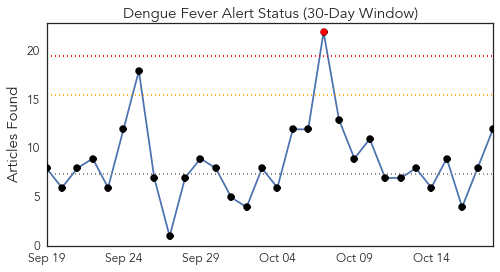 Dengue Fever Alert Status (30-Day Window)
Articles Found
20
15
10
5
0
Sep 19 Sep 24 Sep 29 Oct 04 Oct 09 Oct 14